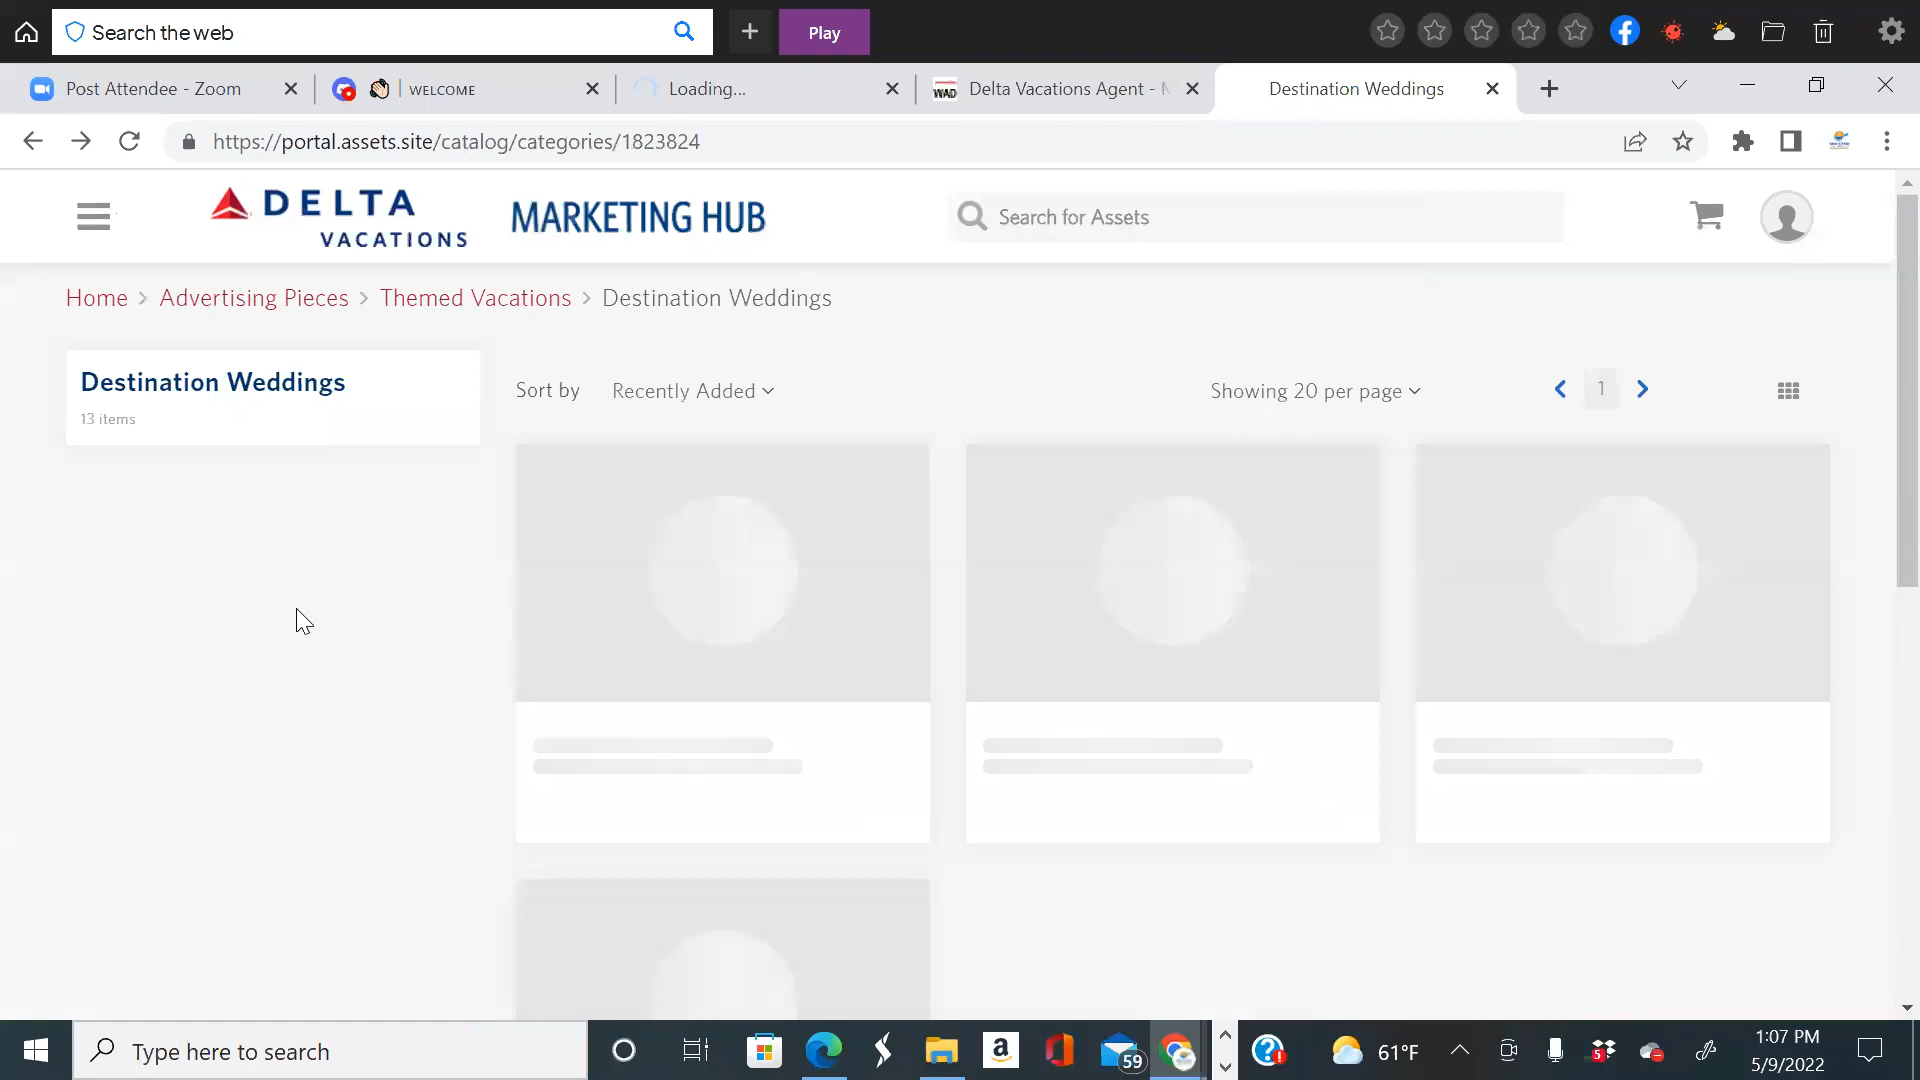 Search the web
Play
Post Attendee - Zoom
WELCOME
Loading...
WAD
Delta Vacations Agent -
Destination Weddings
https://portal.assets.site/catalog/categories/1823824
DELTA
VACATIONS
MARKETING HUB
Search for Assets
Home > Advertising Pieces > Themed Vacations > Destination Weddings
Destination Weddings
13 items
Sort by
Recently Added
Showing 20 per page
1
Type here to search
59
61°F
5
1:07 PM
5/9/2022